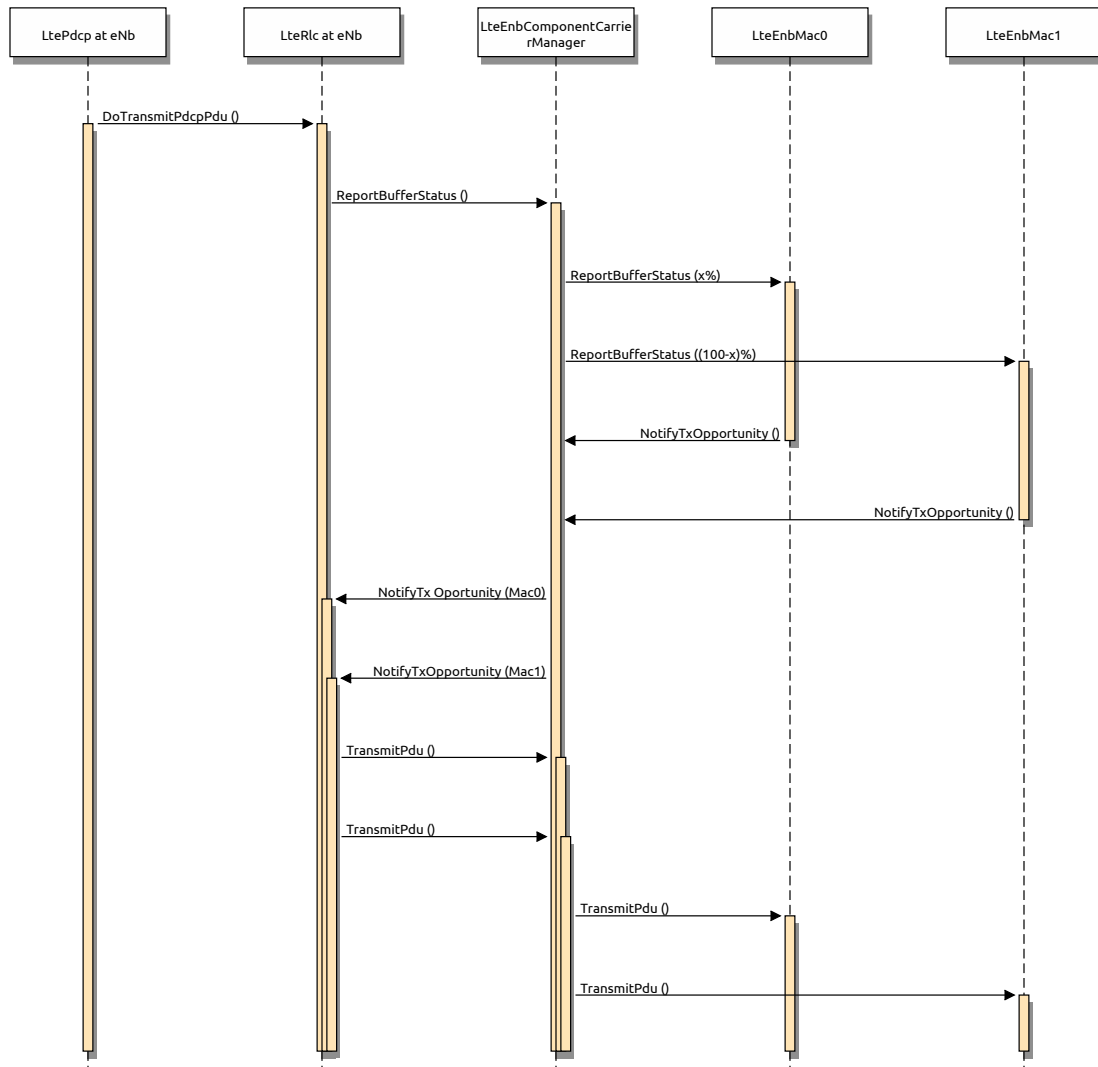 LtePdcp at eNb
LteRlc at eNb
LteEnbComponentCarrie
rManager
LteEnbMac0
LteEnbMac1
DoTransmitPdcpPdu ()
ReportBufferStatus ()
ReportBufferStatus (x%)
ReportBufferStatus ((100-x)%)
NotifyTxOpportunity ()
NotifyTxOpportunity ()
NotifyTx Oportunity (Mac0)
NotifyTxOpportunity (Mac1)
TransmitPdu ()
TransmitPdu ()
TransmitPdu ()
TransmitPdu ()